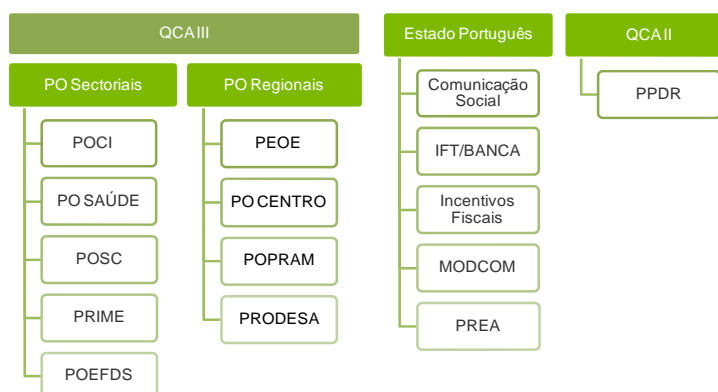 QCA III
PO Sectoriais
POCI
PO SAÚDE
POSC
PRIME
POEFDS
PO Regionais
PEOE
PO CENTRO
POPRAM
PRODESA
Estado Português
Comunicação
Social
IFT/BANCA
Incentivos
Fiscais
MODCOM
PREA
QCA II
PPDR